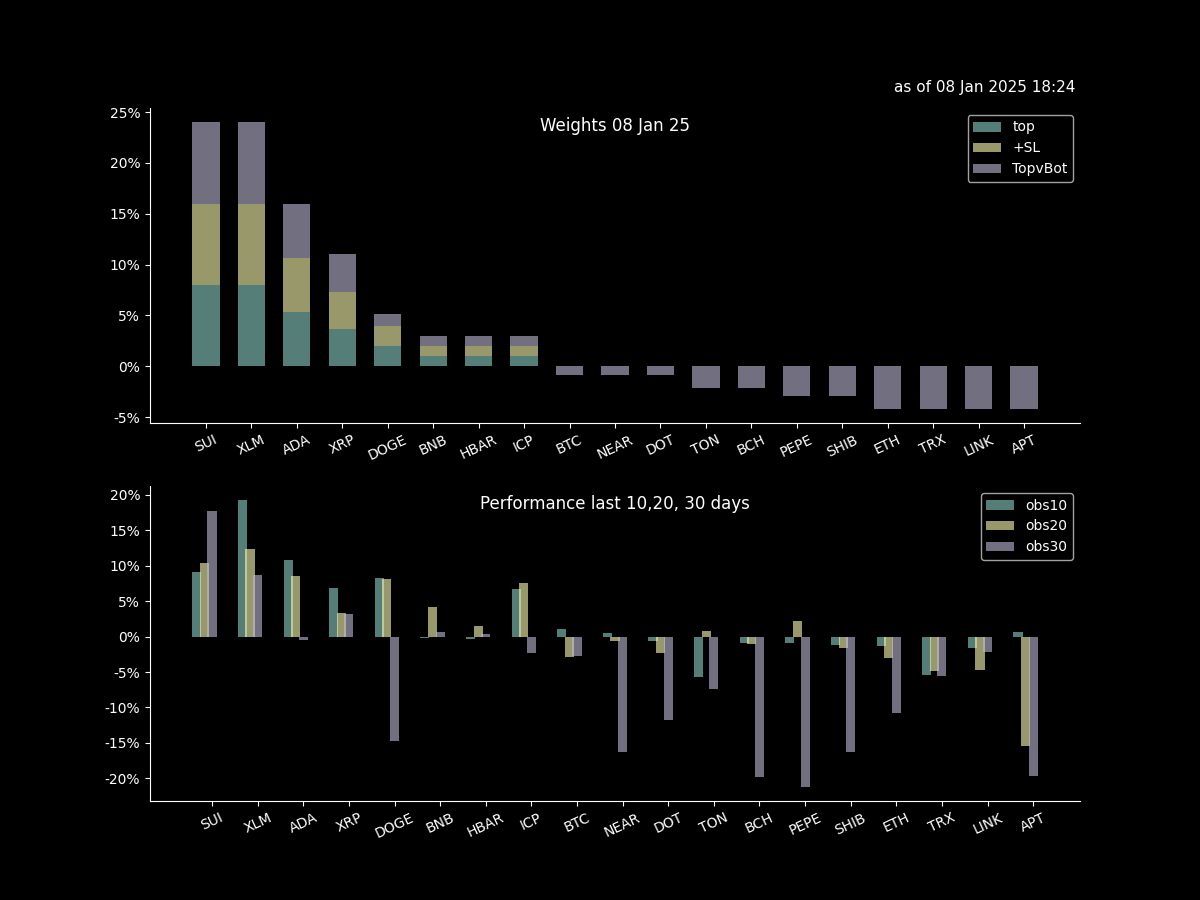 as of 08 Jan 2025 18:24
Weights 08 Jan 25
top
+SL
TopvBot
25%
20%
15%
10%
5%
0%
-5%
SUI XLM ADA XRP DOGE BNB HBAR ICP BTC NEAR DOT TON BCH PEPE SHIB ETH TRX LINK APT
Performance last 10,20, 30 days
obs10
obs20
obs30
20%
15%
10%
5%
0%
-5%
-10%
-15%
-20%
SUI XLM ADA XRP DOGE BNB HBAR ICP BTC NEAR DOT TON BCH PEPE SHIB ETH TRX LINK APT